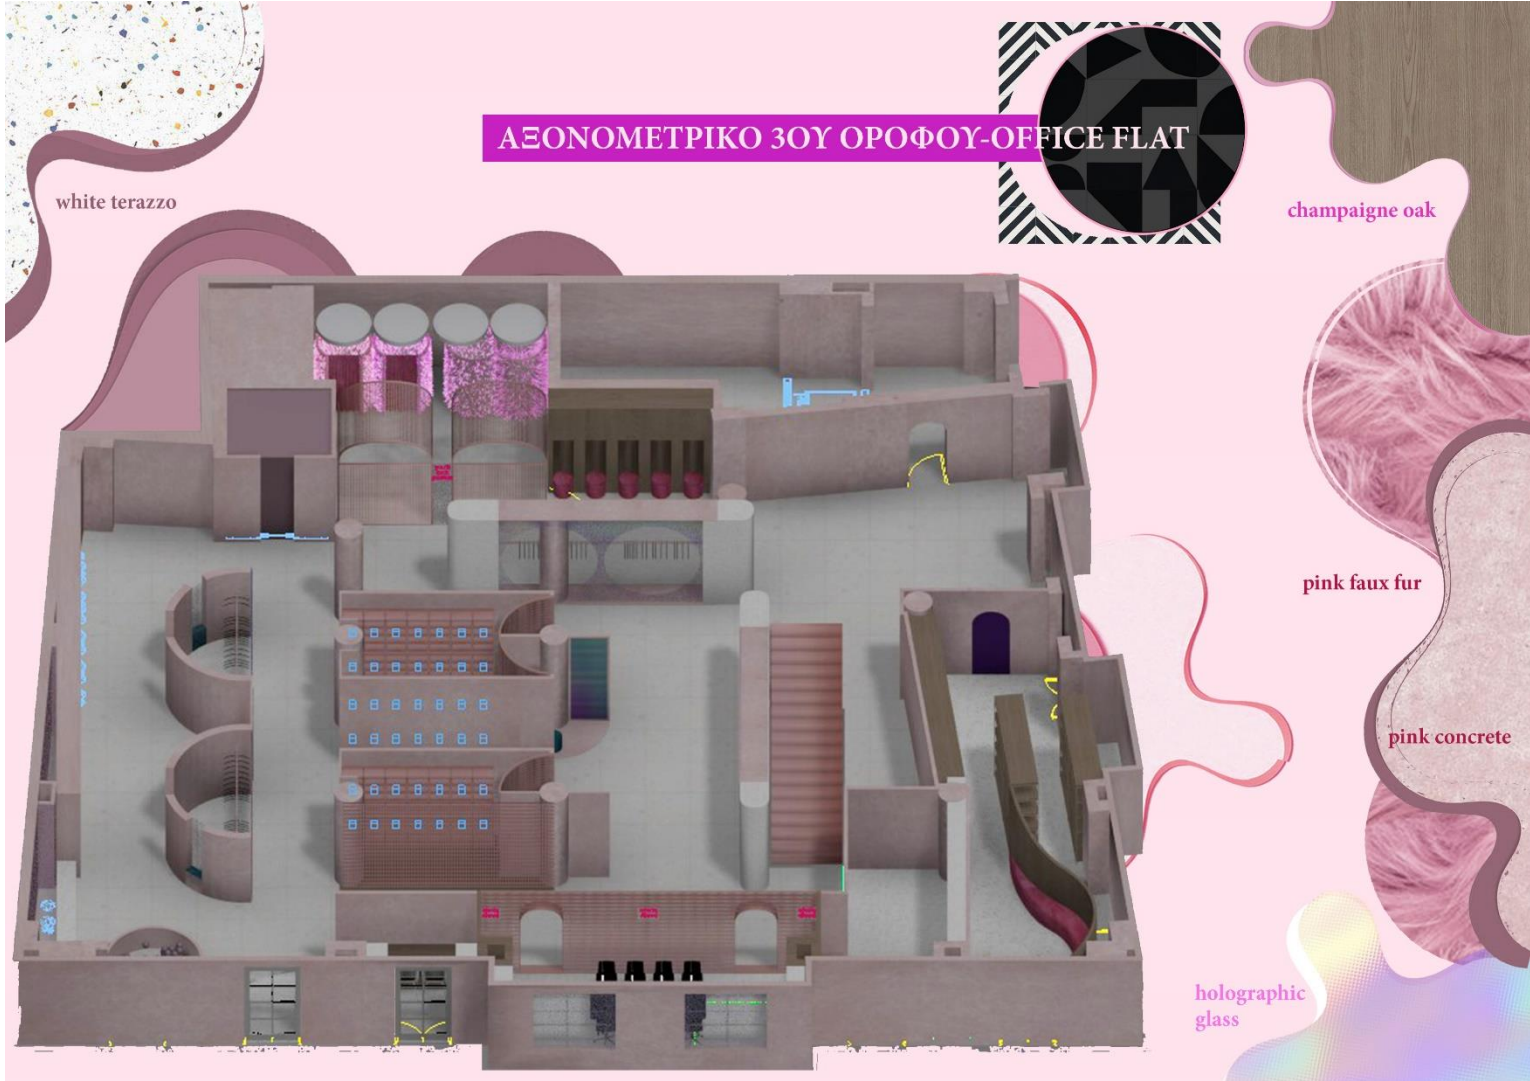 ΑΞΟΝΟΜΕΤΡΙΚΟ 3ΟΥ ΟΡΟΦΟΥ-OFFICE FLAT
white terazzo
champaigne oak
pink faux fur
pink concrete
holographic
glass